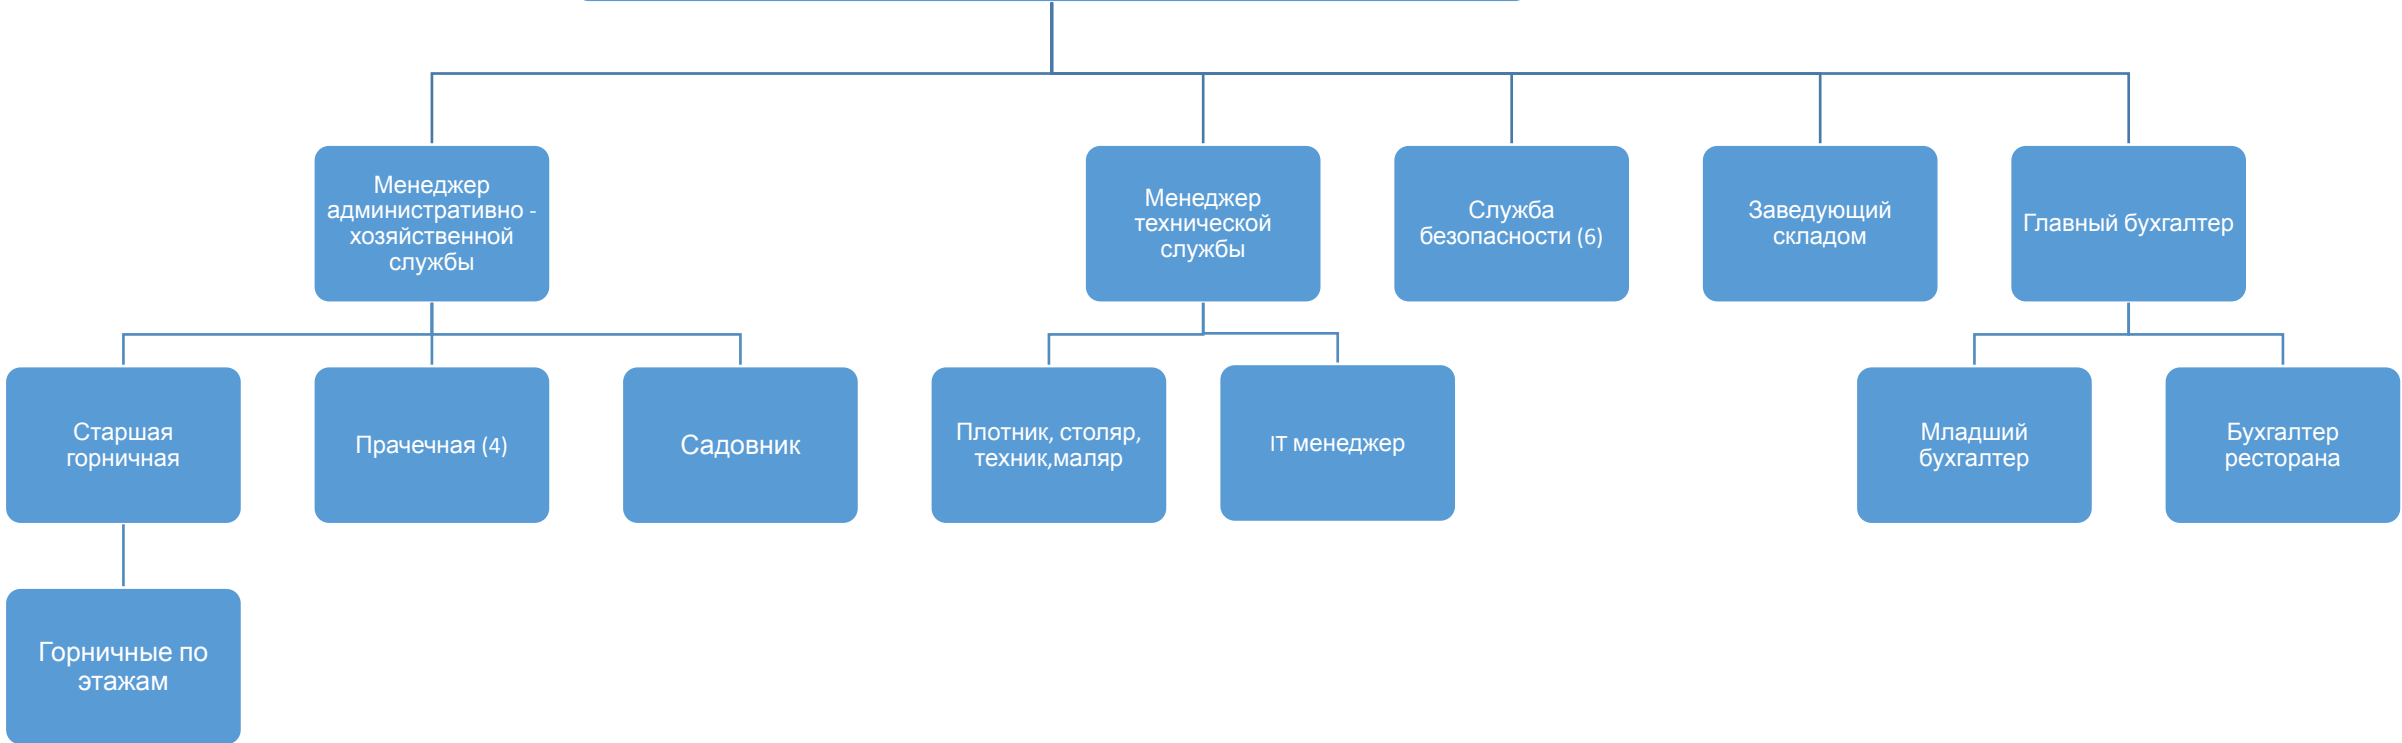 Менеджер
административно -
хозяйственной
службы
Менеджер
технической
службы
Служба
безопасности (6)
Заведующий
складом
Главный бухгалтер
Старшая
горничная
Прачечная (4)
Садовник
Плотник, столяр,
техник,маляр
IT менеджер
Младший
бухгалтер
Бухгалтер
ресторана
Горничные по
этажам